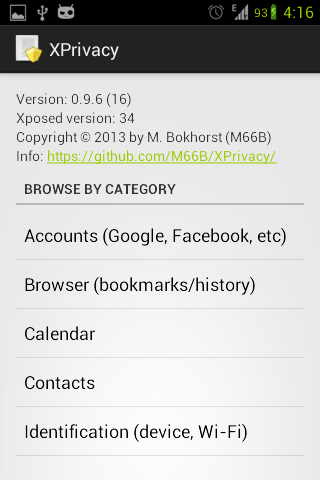 E 93 4:16
XPrivacy
Version: 0.9.6 (16)
Xposed version: 34
Copyright © 2013 by M. Bokhorst (M66B)
Info: https://github.com/M66B/XPrivacy/
BROWSE BY CATEGORY
Accounts (Google, Facebook, etc)
Browser (bookmarks/history)
Calendar
Contacts
Identification (device, Wi-Fi)